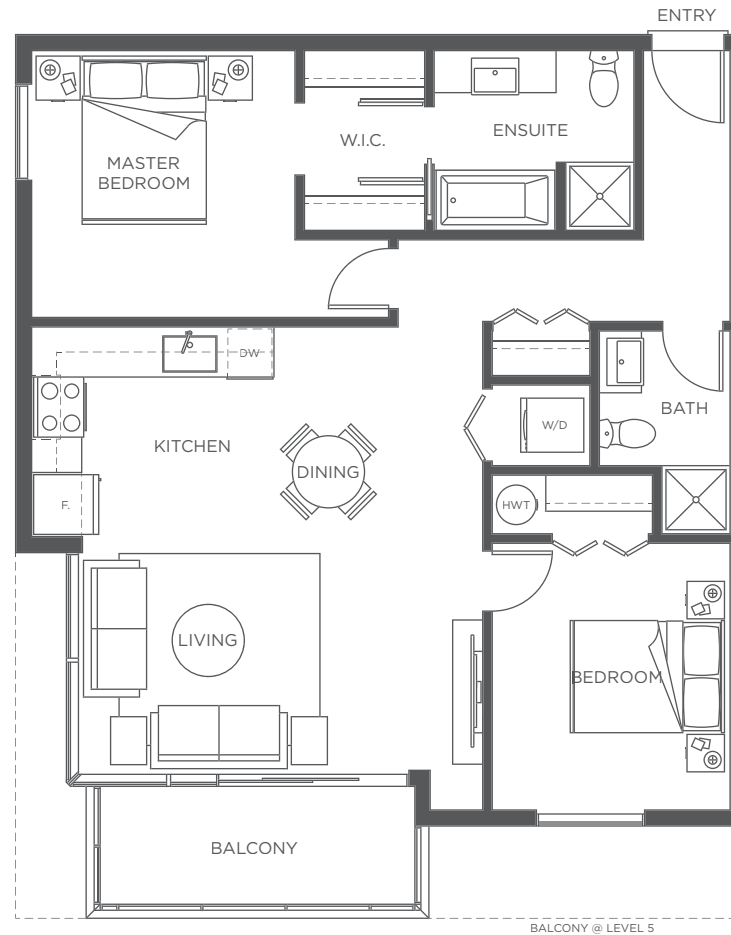 ENTRY
MASTER
BEDROOM
W.I.C.
ENSUITE
DW
KITCHEN
DINING
F.
W/D
BATH
HWT
LIVING
BEDROOM
BALCONY
BALCONY @ LEVEL 5